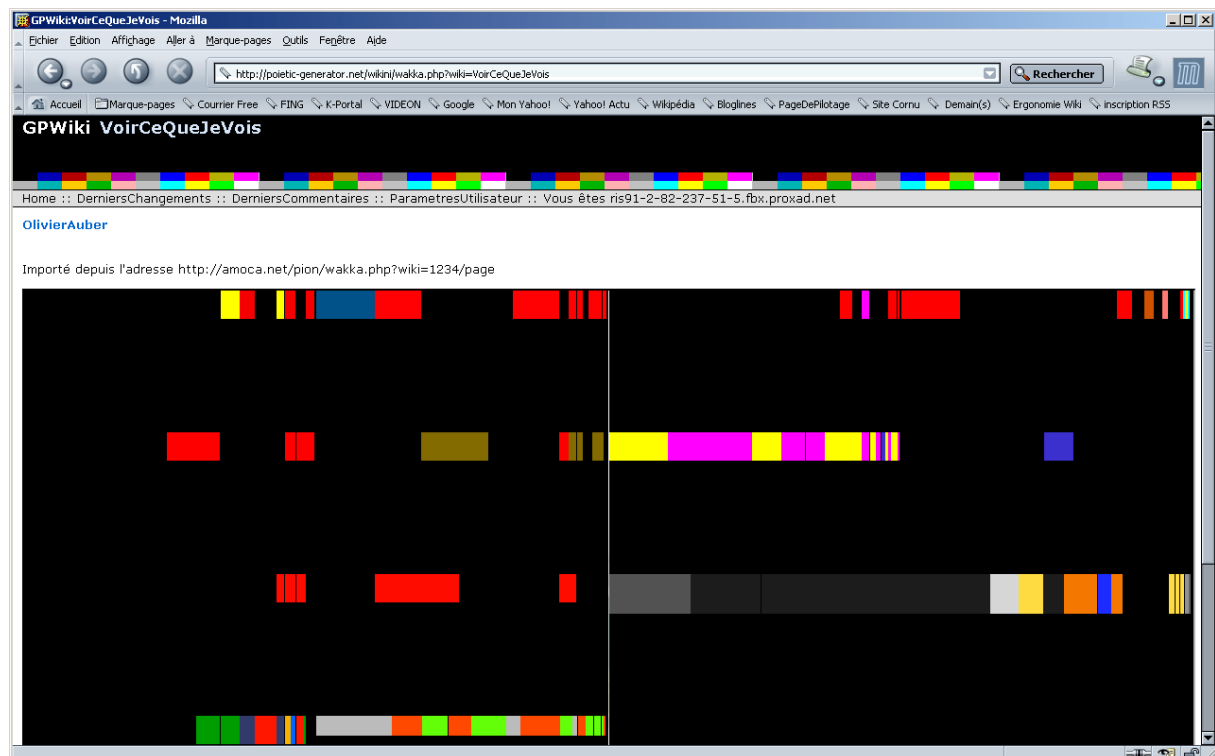 GPWiki:VoirCeQueJeVois - Mozilla
Eichier Edition Affichage Aller à Marque-pages Outils Fenêtre Aide
http://poietic-generator.net/wikini/wakka.php?wiki=VoirCeQueJeVois Rechercher
Accueil Marque-pages Courrier Free FING K-Portal VIDEON Google Mon Yahoo! Yahoo! Actu Wikipédia Bloglines PageDePilotage Site Cornu Demain(s) Ergonomie Wiki inscription RSS
GPWiki VoirCeQueJeVois
Home :: DerniersChangements :: DerniersCommentaires :: ParametresUtilisateur :: Vous êtes ris91-2-82-237-51-5.fbx.proxad.net
OlivierAuber
Importé depuis l'adresse http://amoca.net/pion/wakka.php?wiki=1234/page